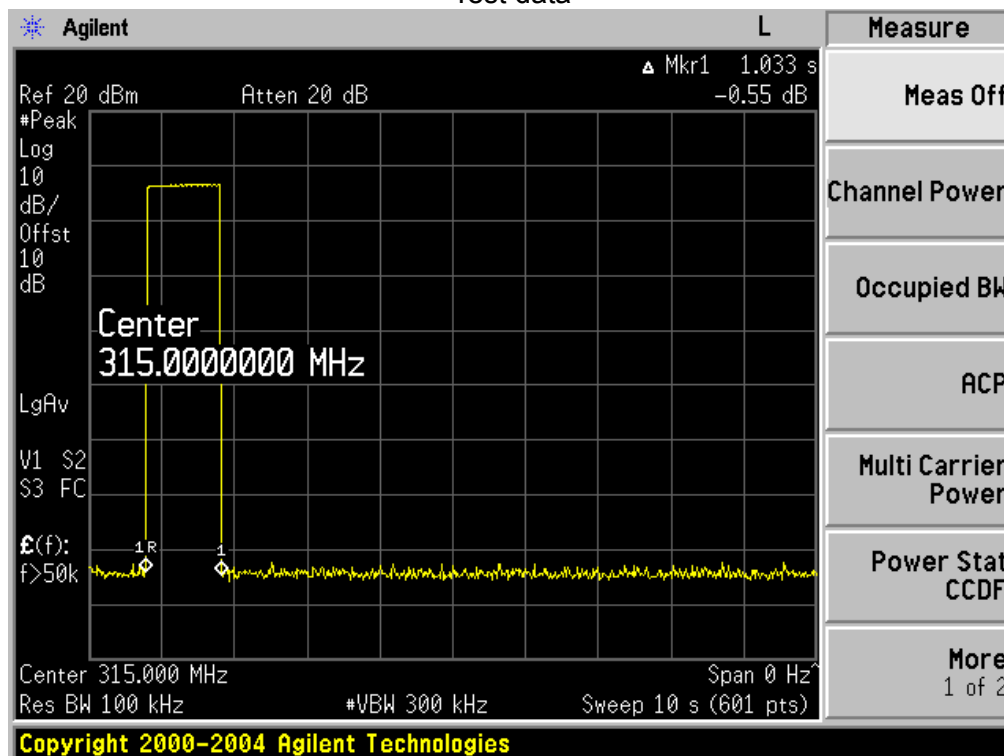 Test data
Agilent
L
Measure
Δ Mkr1 1.033 s
Ref 20 dBm Atten 20 dB -0.55 dB
#Peak
Log
10
dB/
Offst
10
dB
Center
315.0000000 MHz
LgAv
V1 S2
S3 FC
£(f):
f>50k
1R
1
Center 315.000 MHz Span 0 Hz^
Res BW 100 kHz #VBW 300 kHz Sweep 10 s (601 pts)
Meas Off
Channel Power
Occupied BW
ACP
Multi Carrier
Power
Power Stat
CCDF
More
1 of 2
Copyright 2000-2004 Agilent Technologies